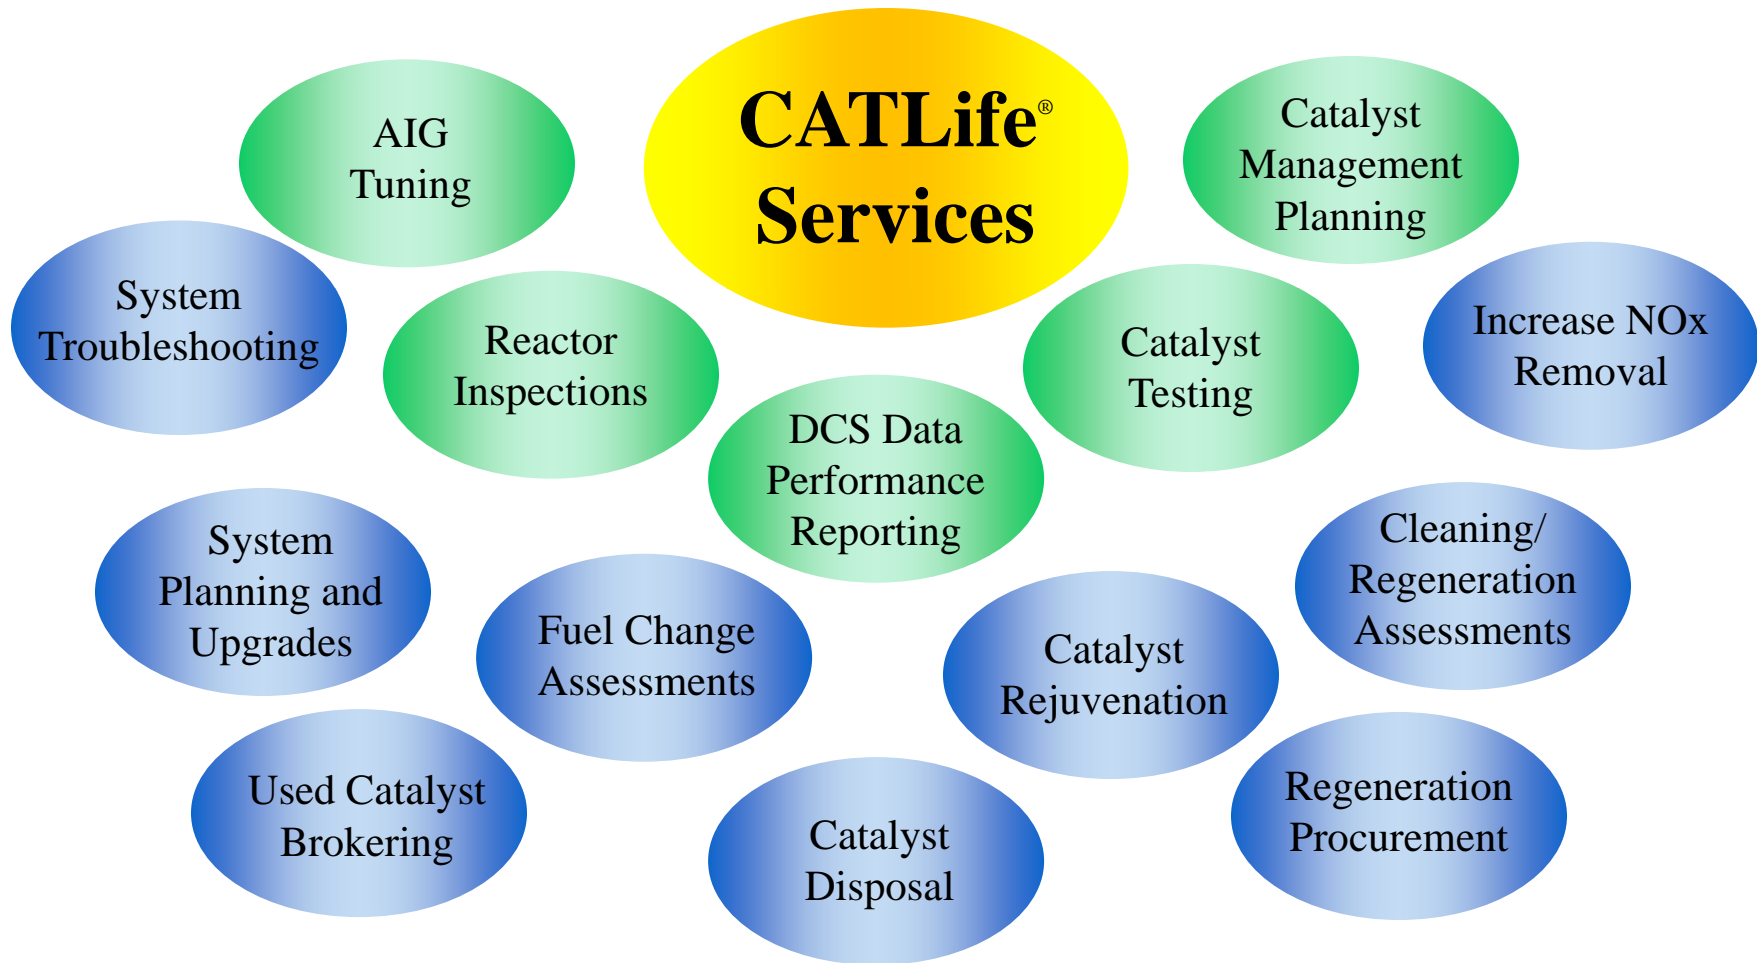 CATLife®
Services
AIG
Tuning
Catalyst
Management
Planning
System
Troubleshooting
Reactor
Inspections
Catalyst
Testing
Increase NOx
Removal
DCS Data
Performance
Reporting
System
Planning and
Upgrades
Fuel Change
Assessments
Catalyst
Rejuvenation
Cleaning/
Regeneration
Assessments
Used Catalyst
Brokering
Catalyst
Disposal
Regeneration
Procurement